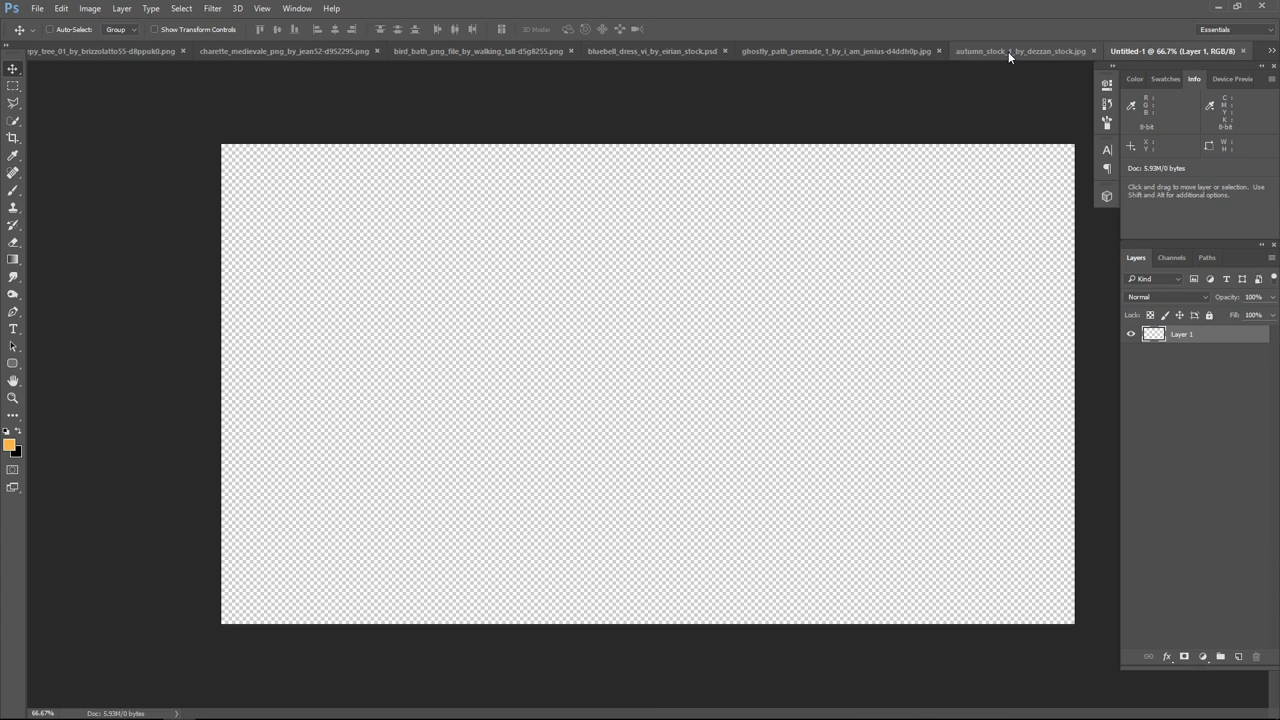 Ps File Edit Image Layer Type Select Filter 3D View Window Help
Auto-Select: Group Show Transform Controls 3D Mode: Essentials
epy_tree_01_by_brizzolatto55-d8ppuk0.png × charette_medievale_png_by_jean52-d952295.png × bird_bath_png_file_by_walking_tall-d5g8255.png × bluebell_dress_vi_by_eirian_stock.psd × ghostly_path_premade_1_by_i_am_jenius-d4ddh0p.jpg × autumn_stock_1_by_dezzan_stock.jpg × Untitled-1 @ 66.7% (Layer 1, RGB/8) ×
Color Swatches Info Device Previe
R : C :
G : M :
B : Y :
K :
8-bit 8-bit
X : W :
Y : H :
Doc: 5.93M/0 bytes
Click and drag to move layer or selection. Use
Shift and Alt for additional options.
Layers Channels Paths
Kind
Normal Opacity: 100%
Lock: Fill: 100%
Layer 1
66.67% Doc: 5.93M/0 bytes